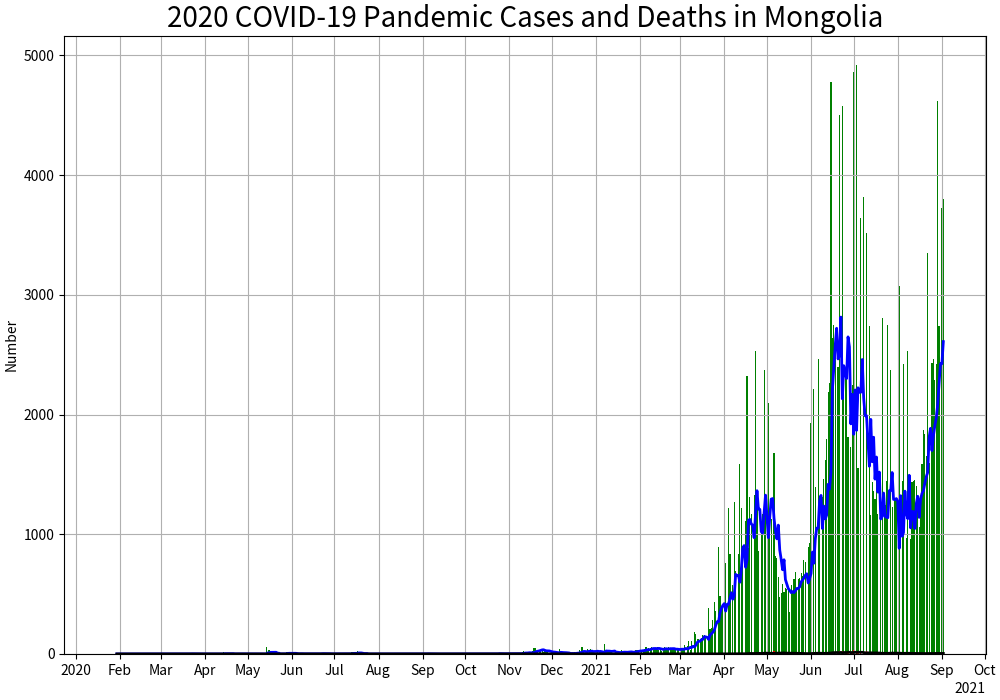 2020 COVID-19 Pandemic Cases and Deaths in Mongolia
5000
4000
3000
2000
1000
0
Number
2020 Feb Mar Apr May Jun Jul Aug Sep Oct Nov Dec 2021 Feb Mar Apr May Jun Jul Aug Sep Oct
2021